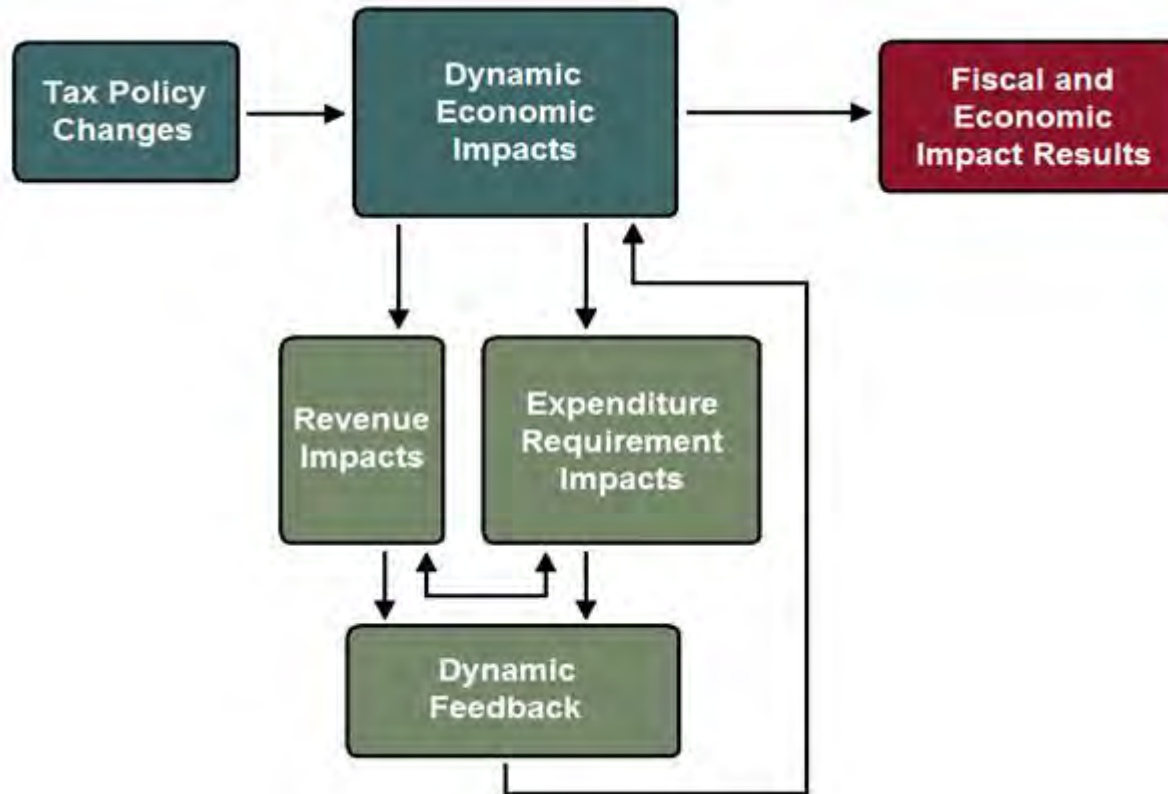 Tax Policy
Changes
Dynamic
Economic
Impacts
Fiscal and
Economic
Impact Results
Revenue
Impacts
Expenditure
Requirement
Impacts
Dynamic
Feedback